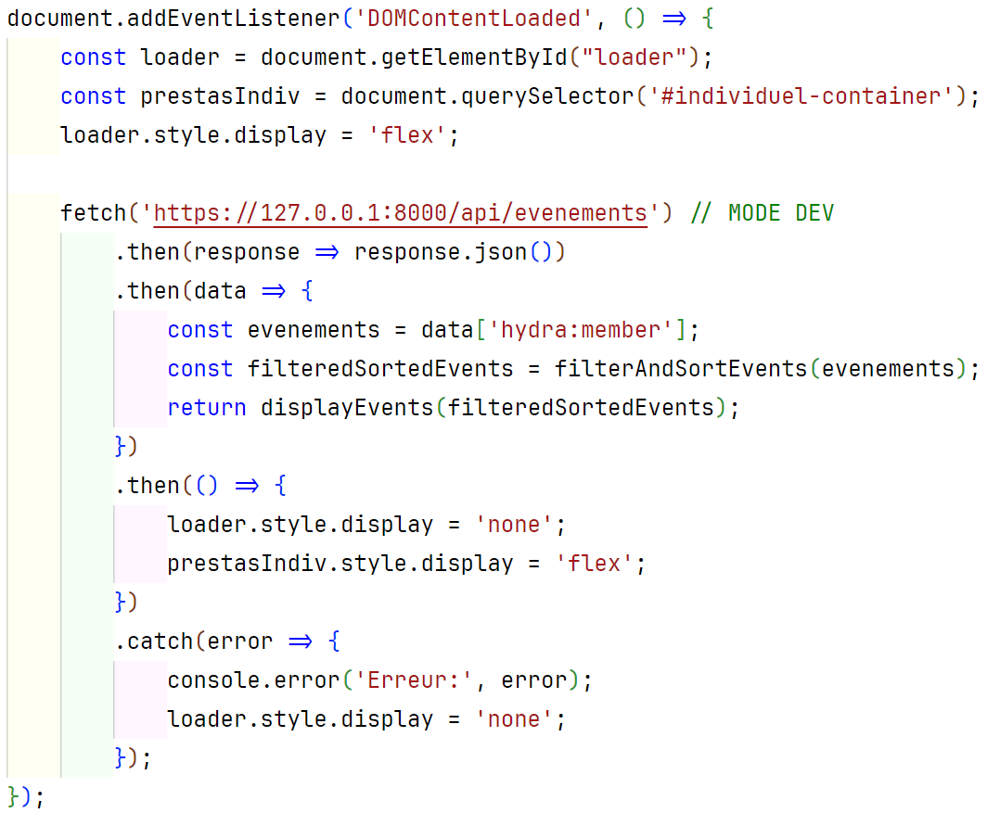 document.addEventListener('DOMContentLoaded', () => {
    const loader = document.getElementById("loader");
    const prestasIndiv = document.querySelector('#individuel-container');
    loader.style.display = 'flex';

    fetch('https://127.0.0.1:8000/api/evenements') // MODE DEV
        .then(response => response.json())
        .then(data => {
            const evenements = data['hydra:member'];
            const filteredSortedEvents = filterAndSortEvents(evenements);
            return displayEvents(filteredSortedEvents);
        })
        .then(() => {
            loader.style.display = 'none';
            prestasIndiv.style.display = 'flex';
        })
        .catch(error => {
            console.error('Erreur:', error);
            loader.style.display = 'none';
        });
});